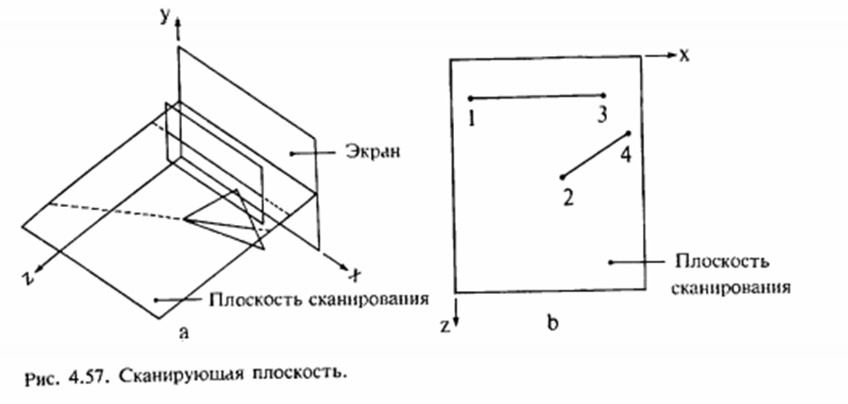 y
Экран
z
x
Плоскость сканирования
a
x
1
3
4
2
Плоскость
сканирования
z
b
Рис. 4.57. Сканирующая плоскость.